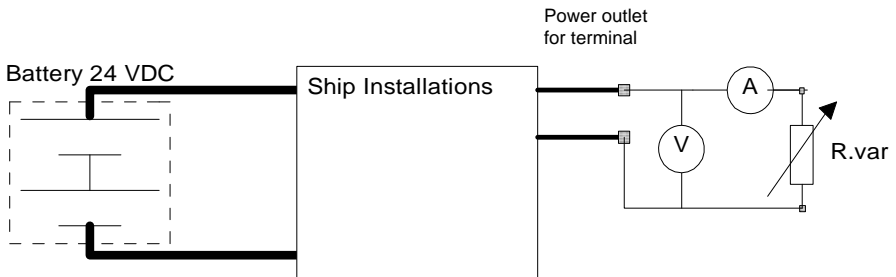 Power outlet
for terminal
Battery 24 VDC
Ship Installations
A
V
R.var